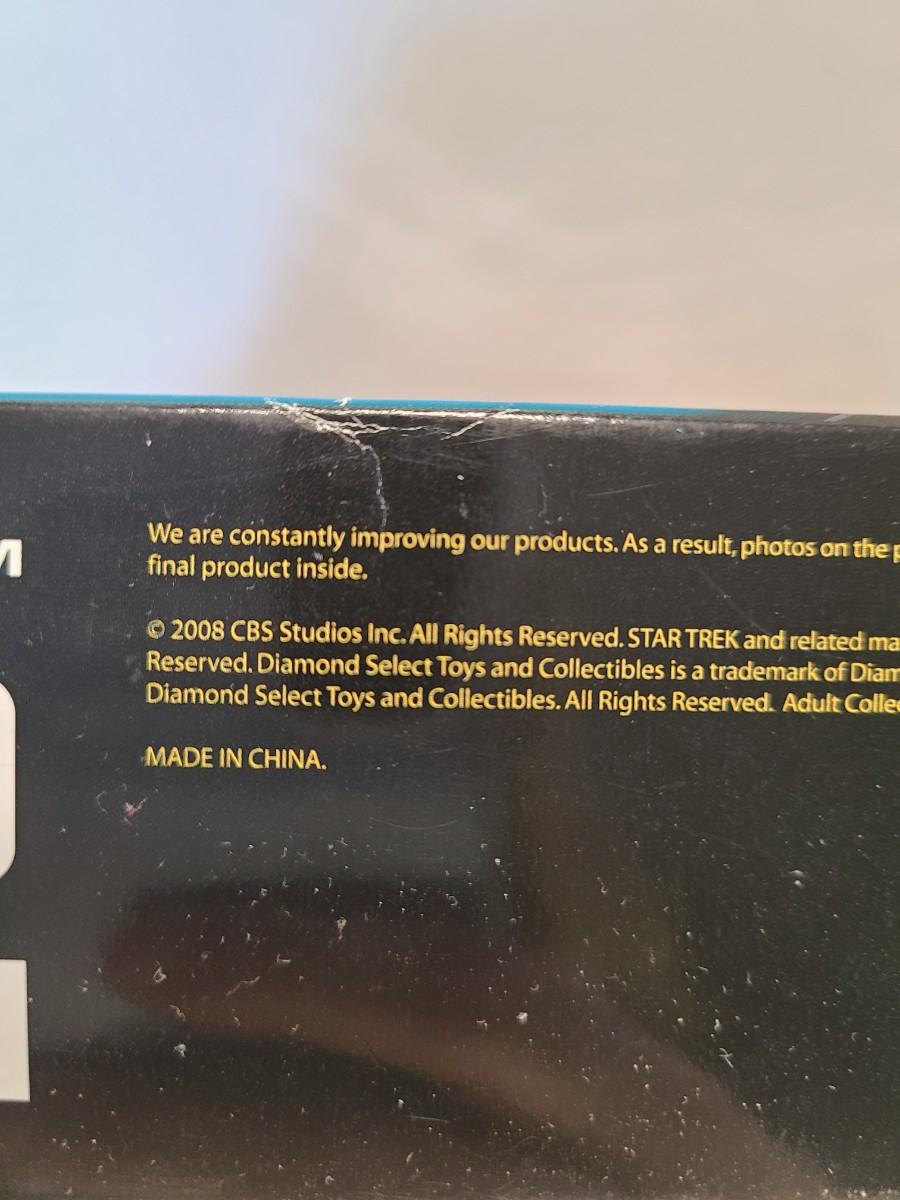 M
We are constantly improving our products. As a result, photos on the
final product inside.
© 2008 CBS Studios Inc. All Rights Reserved. STAR TREK and related
Reserved. Diamond Select Toys and Collectibles is a trademark of
Diamond Select Toys and Collectibles. All Rights Reserved. Adult
MADE IN CHINA.